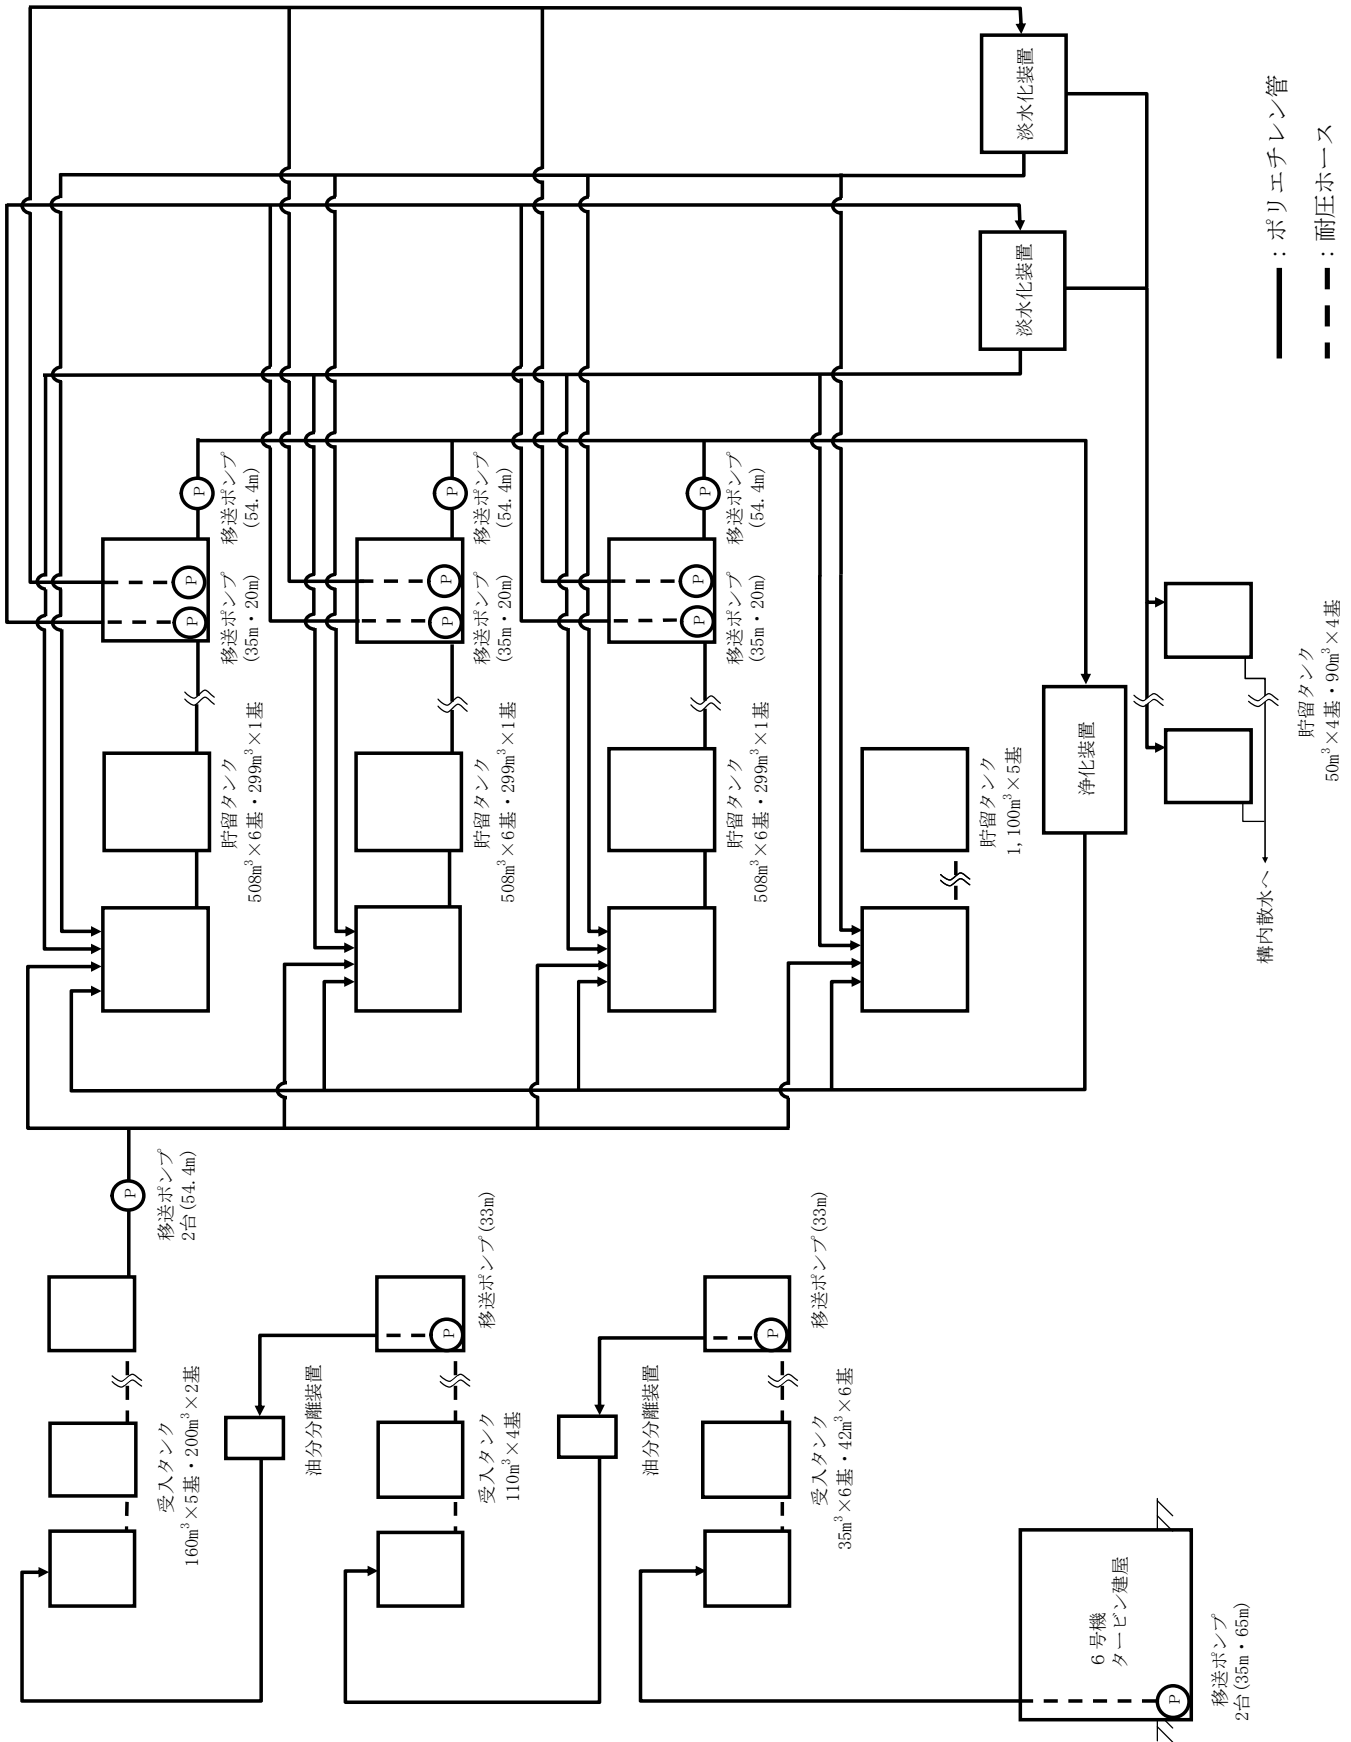 6号機
タービン建屋
P
移送ポンプ
2台(35m・65m)
受入タンク
35m³×6基・42m³×6基
P
移送ポンプ(33m)
油分分離装置
受入タンク
110m³×4基
P
移送ポンプ(33m)
油分分離装置
受入タンク
160m³×5基・200m³×2基
P
移送ポンプ
2台(54.4m)
貯留タンク
508m³×6基・299m³×1基
P
P
移送ポンプ
(35m・20m)
P
移送ポンプ
(54.4m)
貯留タンク
508m³×6基・299m³×1基
P
P
移送ポンプ
(35m・20m)
P
移送ポンプ
(54.4m)
貯留タンク
508m³×6基・299m³×1基
P
P
移送ポンプ
(35m・20m)
P
移送ポンプ
(54.4m)
貯留タンク
1,100m³×5基
浄化装置
淡水化装置
淡水化装置
構内散水へ
貯留タンク
50m³×4基・90m³×4基
：ポリエチレン管
：耐圧ホース